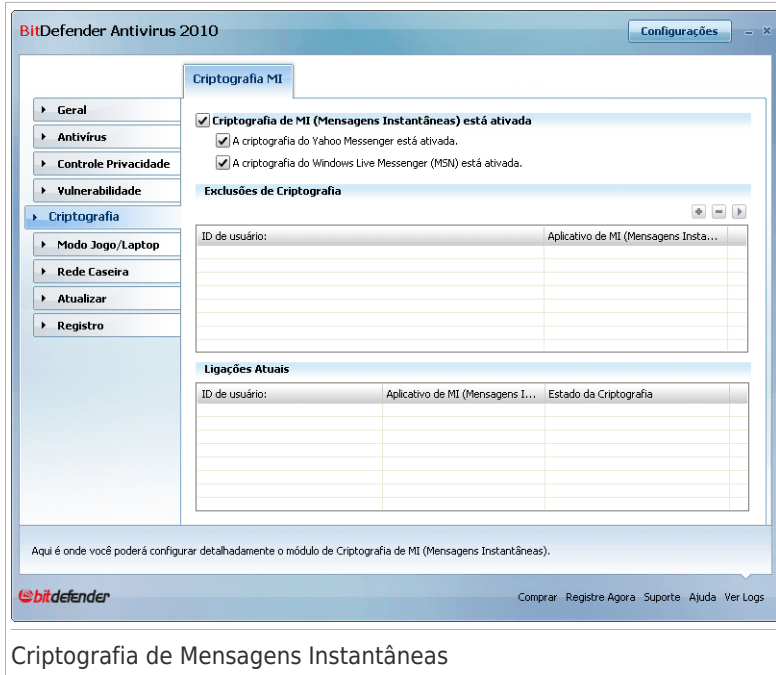 BitDefender Antivirus 2010
Configurações
Criptografia MI
Geral
Antivírus
Controle Privacidade
Vulnerabilidade
Criptografia
Modo Jogo/Laptop
Rede Caseira
Atualizar
Registro
Criptografia de MI (Mensagens Instantâneas) está ativada
A criptografia do Yahoo Messenger está ativada.
A criptografia do Windows Live Messenger (MSN) está ativada.
Exclusões de Criptografia
ID de usuário: Aplicativo de MI (Mensagens Insta...
Ligações Atuais
ID de usuário: Aplicativo de MI (Mensagens I... Estado da Criptografia
Aqui é onde você poderá configurar detalhadamente o módulo de Criptografia de MI (Mensagens Instantâneas).
bitdefender
Comprar Registre Agora Suporte Ajuda Ver Logs
Criptografia de Mensagens Instantâneas